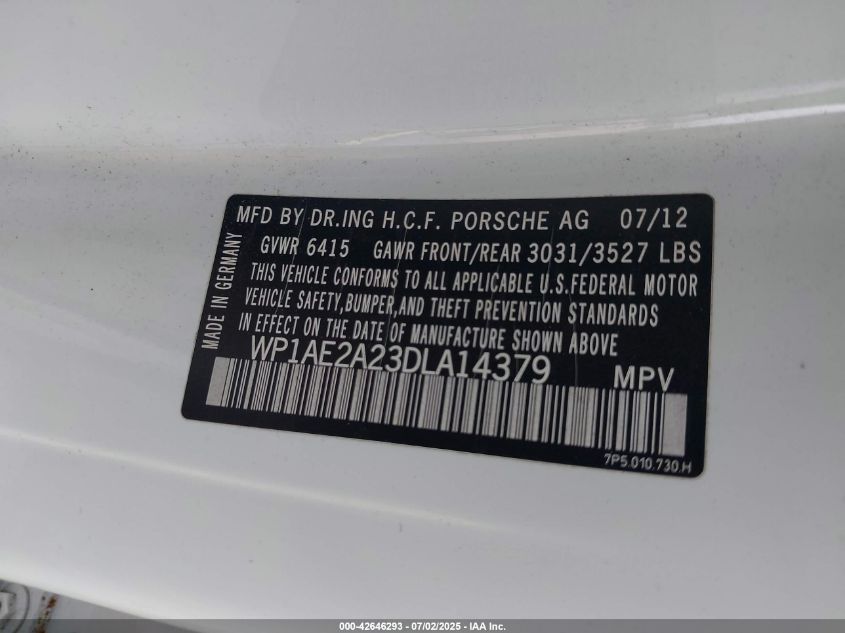 MFD BY DR.ING H.C.F. PORSCHE AG 07/12
GVWR 6415 GAWR FRONT/REAR 3031/3527 LBS
THIS VEHICLE CONFORMS TO ALL APPLICABLE U.S.FEDERAL MOTOR
VEHICLE SAFETY,BUMPER,AND THEFT PREVENTION STANDARDS
IN EFFECT ON THE DATE OF MANUFACTURE SHOWN ABOVE
MADE IN GERMANY
WP1AE2A23DLA14379 MPV
7P5.010.730.H
000-42646293 - 07/02/2025 - IAA Inc.